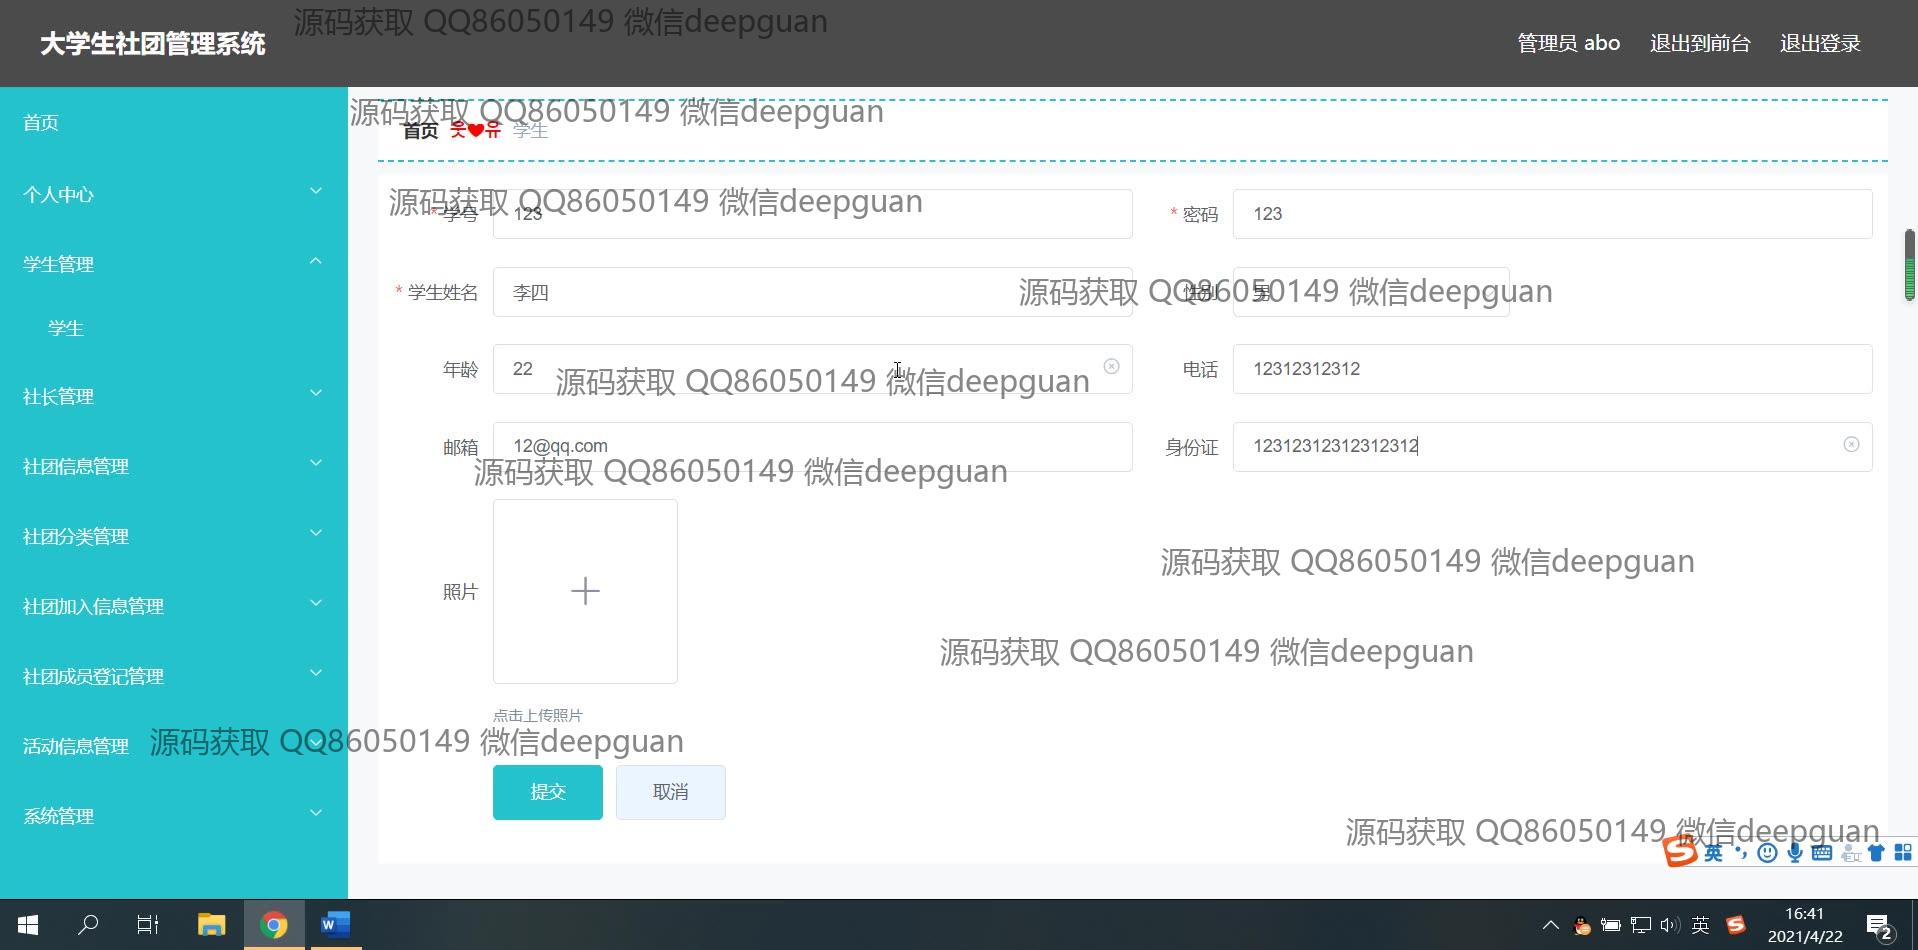 大学生社团管理系统
源码获取 QQ86050149 微信deepguan
管理员 abo
退出到前台
退出登录
首页
个人中心
学生管理
学生
社长管理
社团信息管理
社团分类管理
社团加入信息管理
社团成员登记管理
活动信息管理
系统管理
源码获取 QQ86050149 微信deepguan
首页 웃❤유 学生
源码获取 QQ86050149 微信deepguan
* 学号 123
* 密码 123
* 学生姓名 李四
性别 男
源码获取 QQ86050149 微信deepguan
年龄 22
电话 12312312312
源码获取 QQ86050149 微信deepguan
邮箱 12@qq.com
身份证 12312312312312312
源码获取 QQ86050149 微信deepguan
源码获取 QQ86050149 微信deepguan
照片
源码获取 QQ86050149 微信deepguan
点击上传照片
源码获取 QQ86050149 微信deepguan
提交 取消
源码获取 QQ86050149 微信deepguan
S 英
W
英 S
16:41
2021/4/22
2